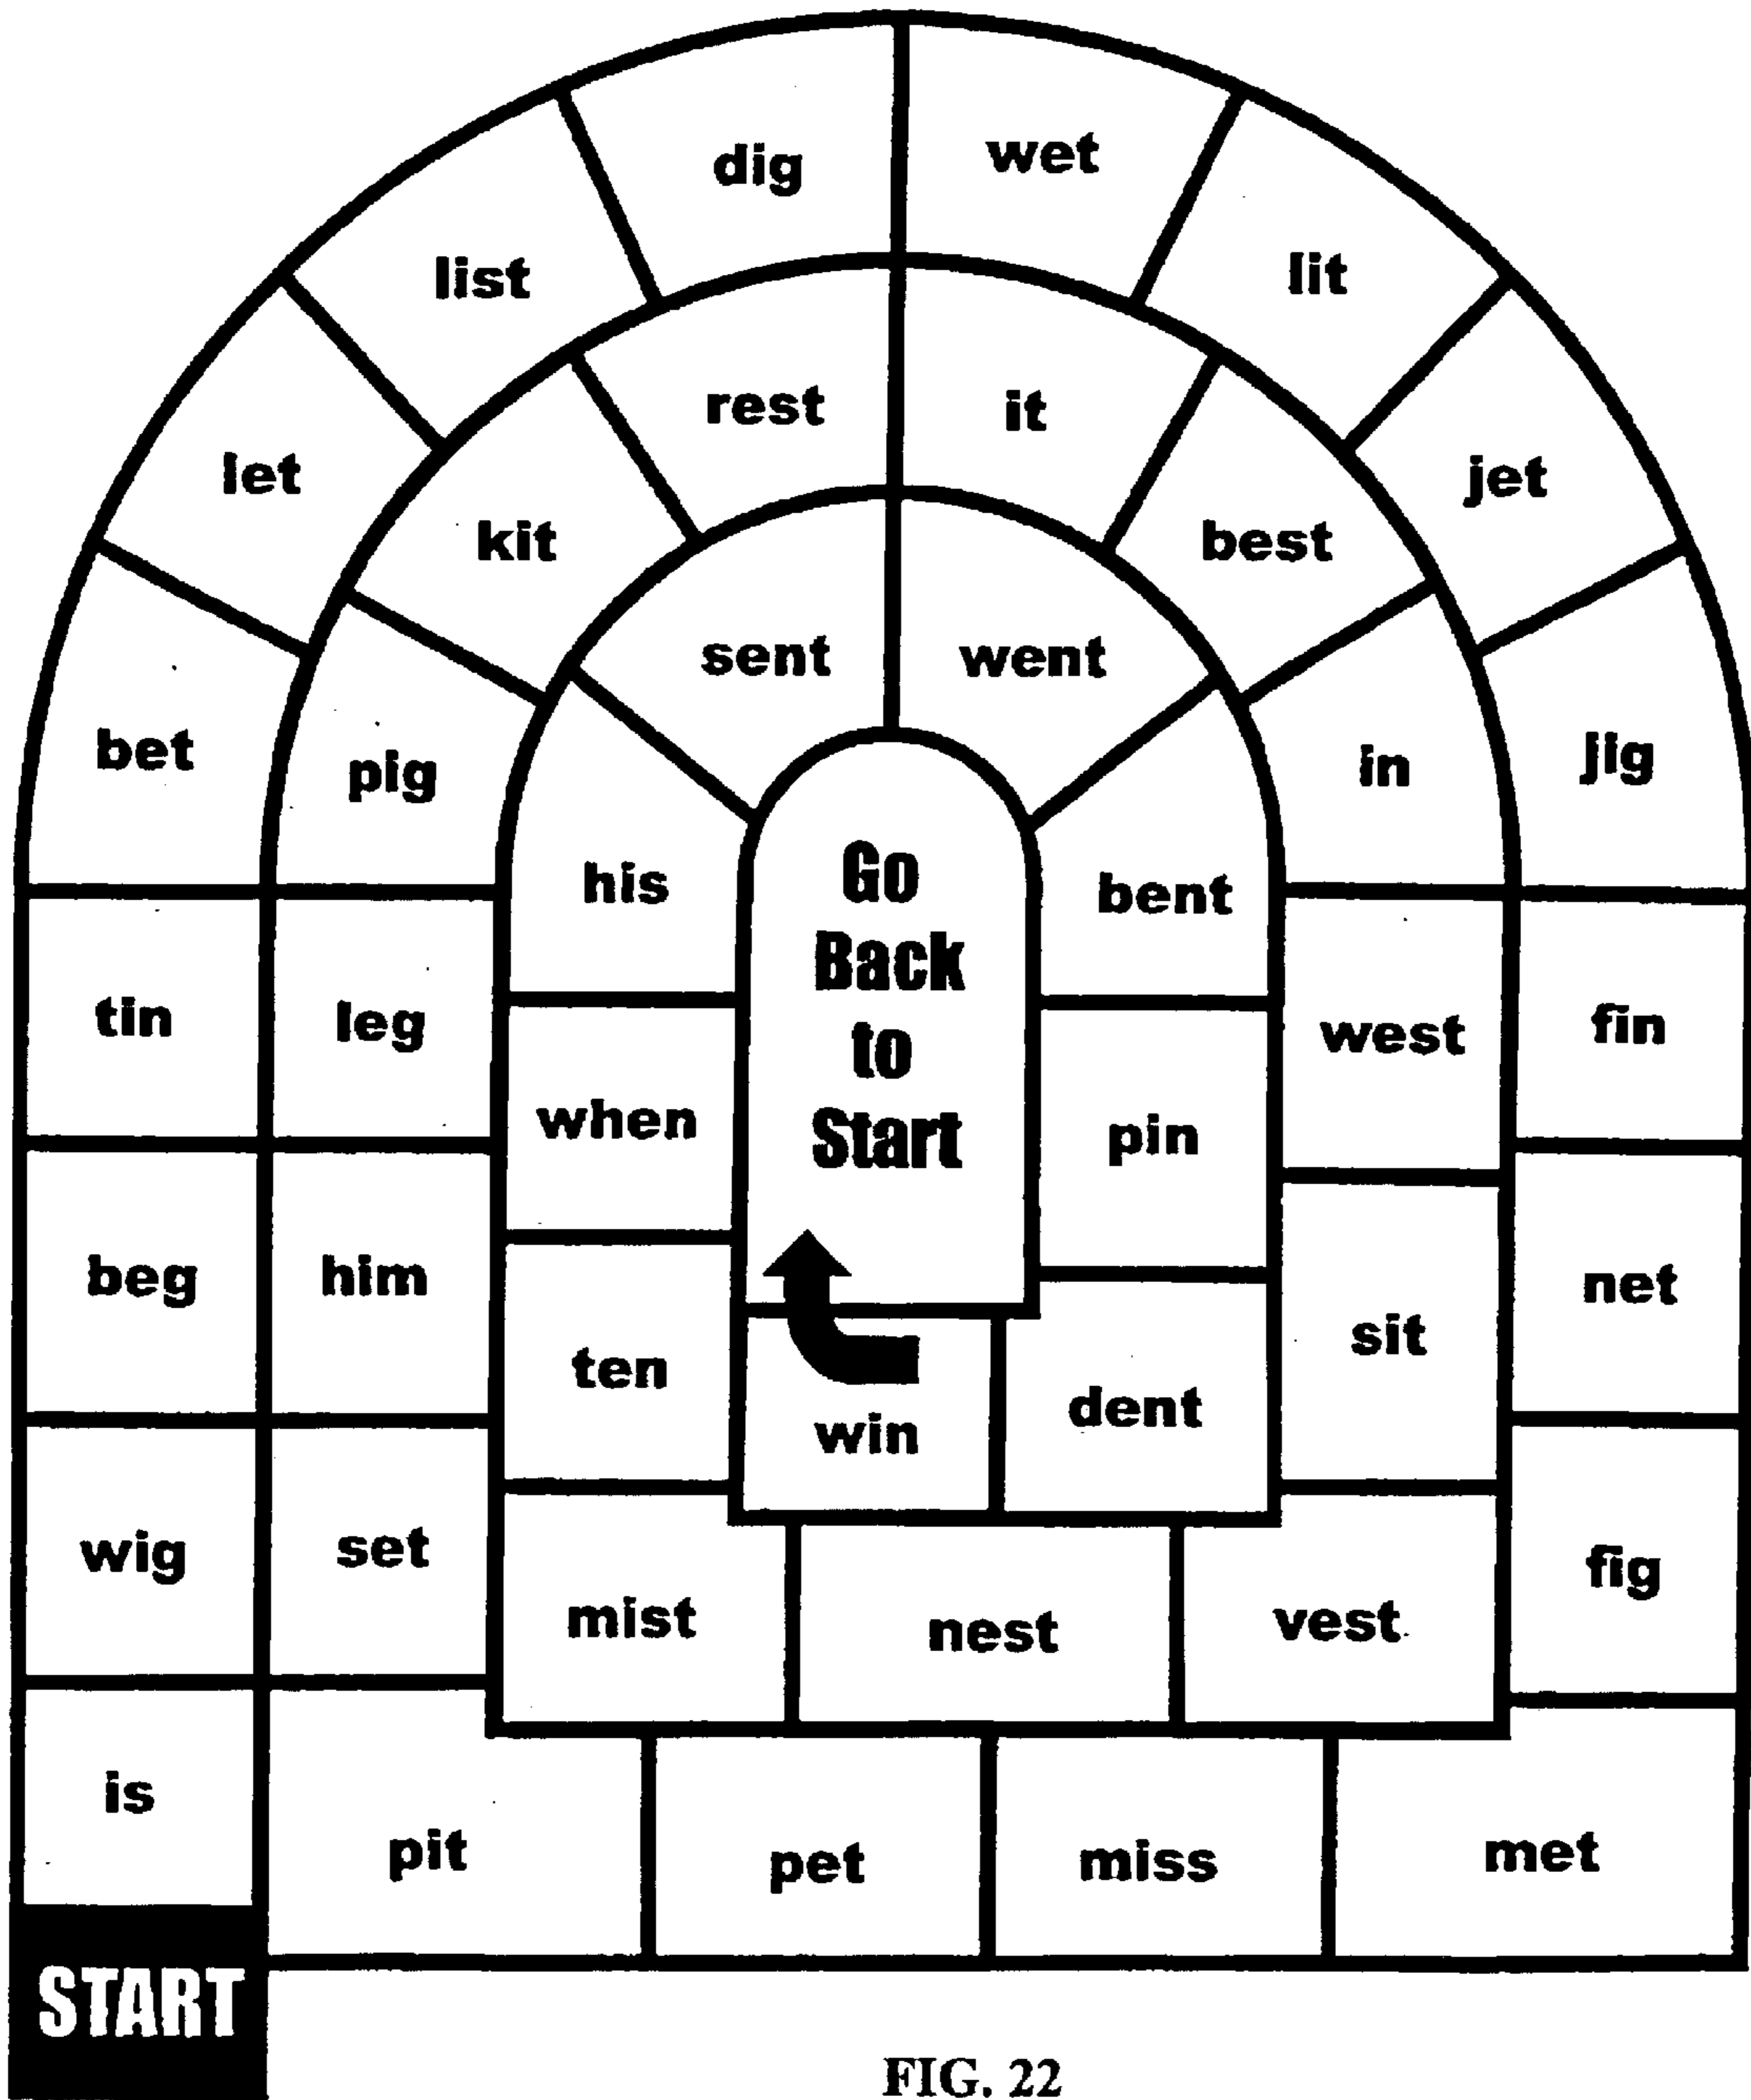 dig
wet
list
lit
rest
it
let
jet
kit
best
sent
went
bet
pig
in
jig
his
Go
Back
to
Start
bent
tin
leg
west
fin
when
pin
beg
him
net
sit
ten
dent
win
wig
set
fig
mist
nest
vest
is
pit
pet
miss
met
START
FIG. 22